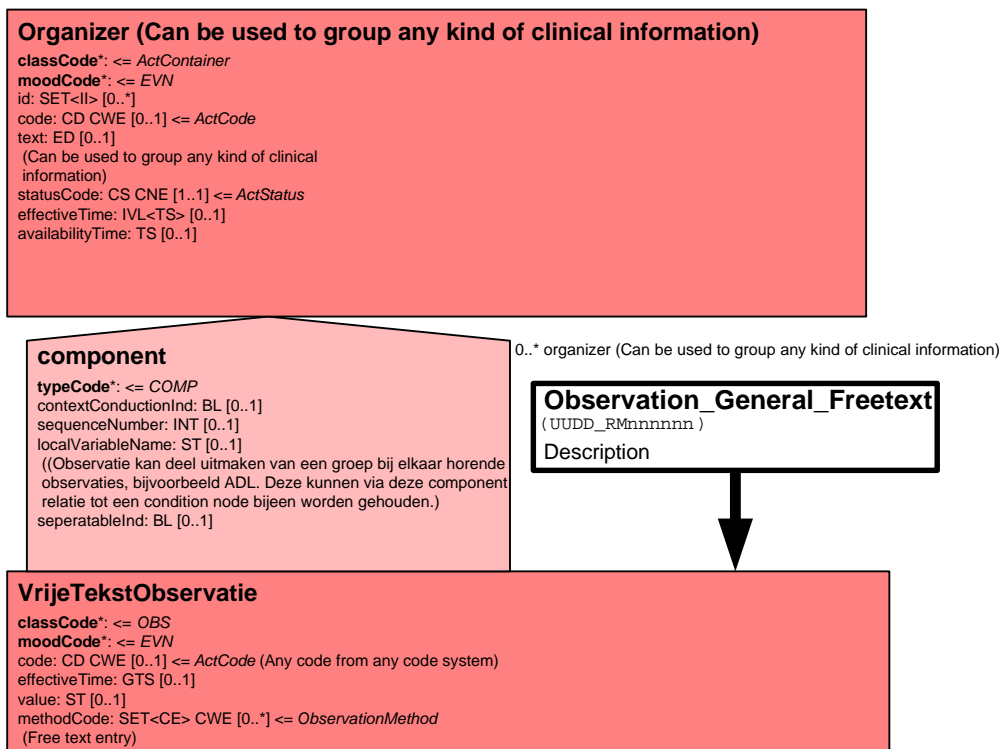 Organizer (Can be used to group any kind of clinical information)
classCode*: <= ActContainer
moodCode*: <= EVN
id: SET<II> [0..*]
code: CD CWE [0..1] <= ActCode
text: ED [0..1]
(Can be used to group any kind of clinical
information)
statusCode: CS CNE [1..1] <= ActStatus
effectiveTime: IVL<TS> [0..1]
availabilityTime: TS [0..1]
component
typeCode*: <= COMP
contextConductionInd: BL [0..1]
sequenceNumber: INT [0..1]
localVariableName: ST [0..1]
((Observatie kan deel uitmaken van een groep bij elkaar horende
observaties, bijvoorbeeld ADL. Deze kunnen via deze component
relatie tot een condition node bijeen worden gehouden.)
seperatableInd: BL [0..1]
0..* organizer (Can be used to group any kind of clinical information)
Observation_General_Freetext
(UUDD_RMnnnnnn )
Description
VrijeTekstObservatie
classCode*: <= OBS
moodCode*: <= EVN
code: CD CWE [0..1] <= ActCode (Any code from any code system)
effectiveTime: GTS [0..1]
value: ST [0..1]
methodCode: SET<CE> CWE [0..*] <= ObservationMethod
(Free text entry)